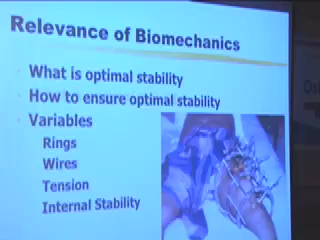 Relevance of Biomechanics
What is optimal stability
How to ensure optimal stability
Variables
Rings
Wires
Tension
Internal Stability